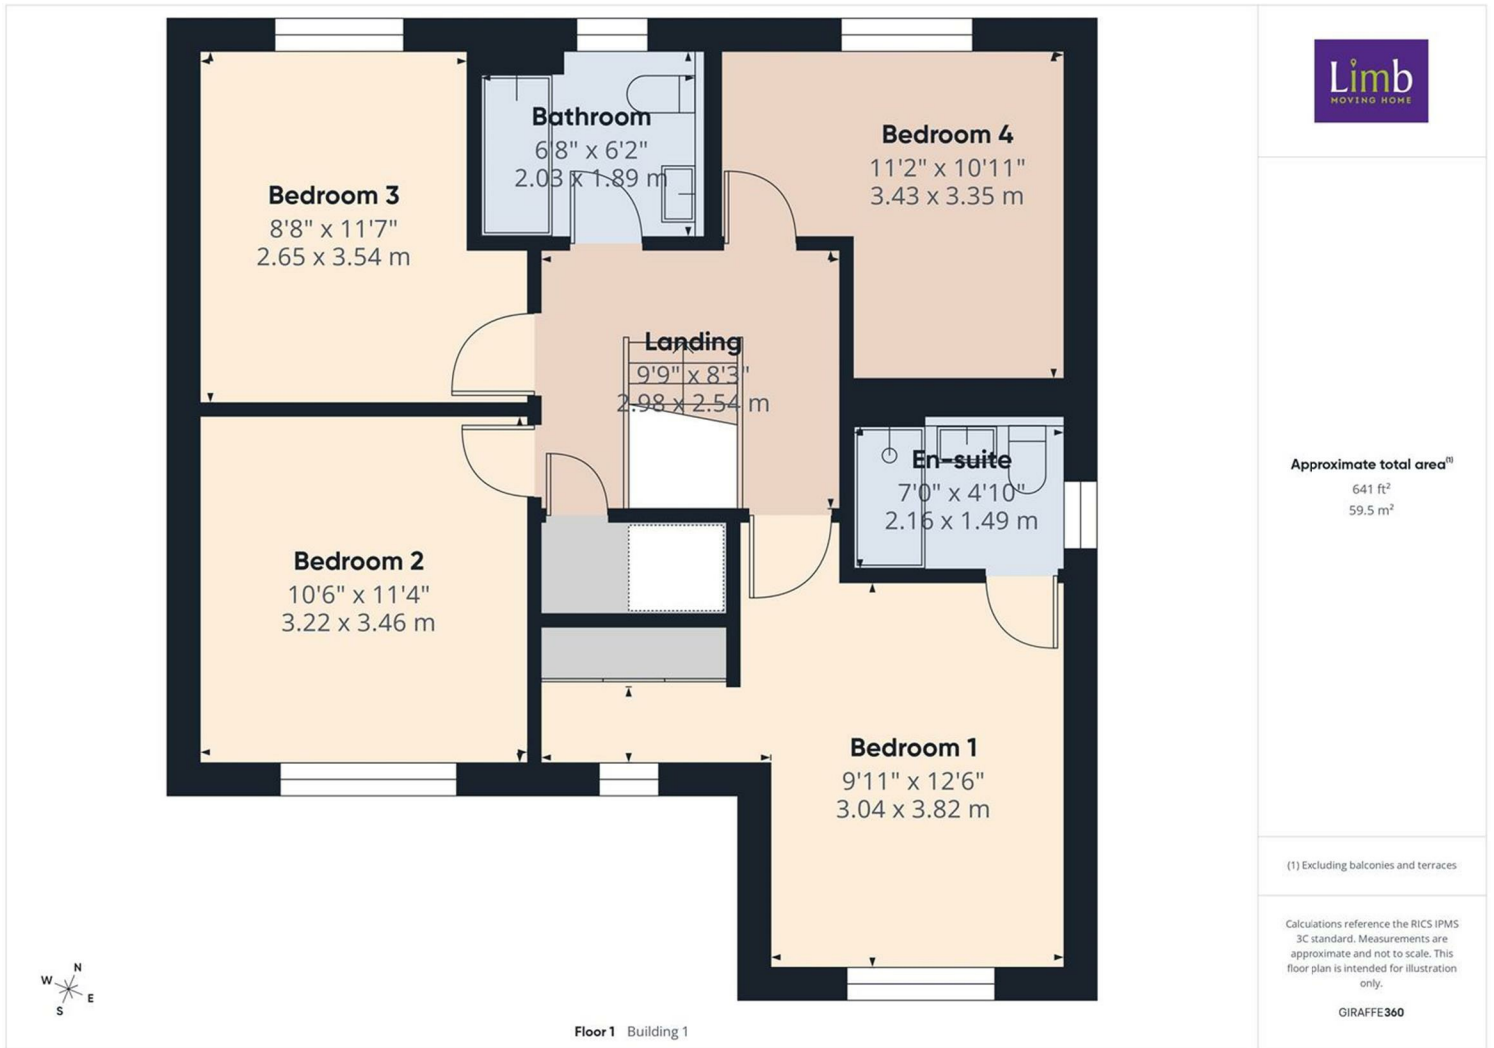 Limb
MOVING HOME
Bathroom
6'8" x 6'2"
2.03 x 1.89 m
Bedroom 4
11'2" x 10'11"
3.43 x 3.35 m
Bedroom 3
8'8" x 11'7"
2.65 x 3.54 m
Landing
9'9" x 8'3"
2.98 x 2.54 m
En-suite
7'0" x 4'10"
2.16 x 1.49 m
Bedroom 2
10'6" x 11'4"
3.22 x 3.46 m
Bedroom 1
9'11" x 12'6"
3.04 x 3.82 m
Approximate total area(1)
641 ft²
59.5 m²
(1) Excluding balconies and terraces
Calculations reference the RICS IPMS
3C standard. Measurements are
approximate and not to scale. This
floor plan is intended for illustration
only.
GIRAFFE360
N
W
E
S
Floor 1 Building 1